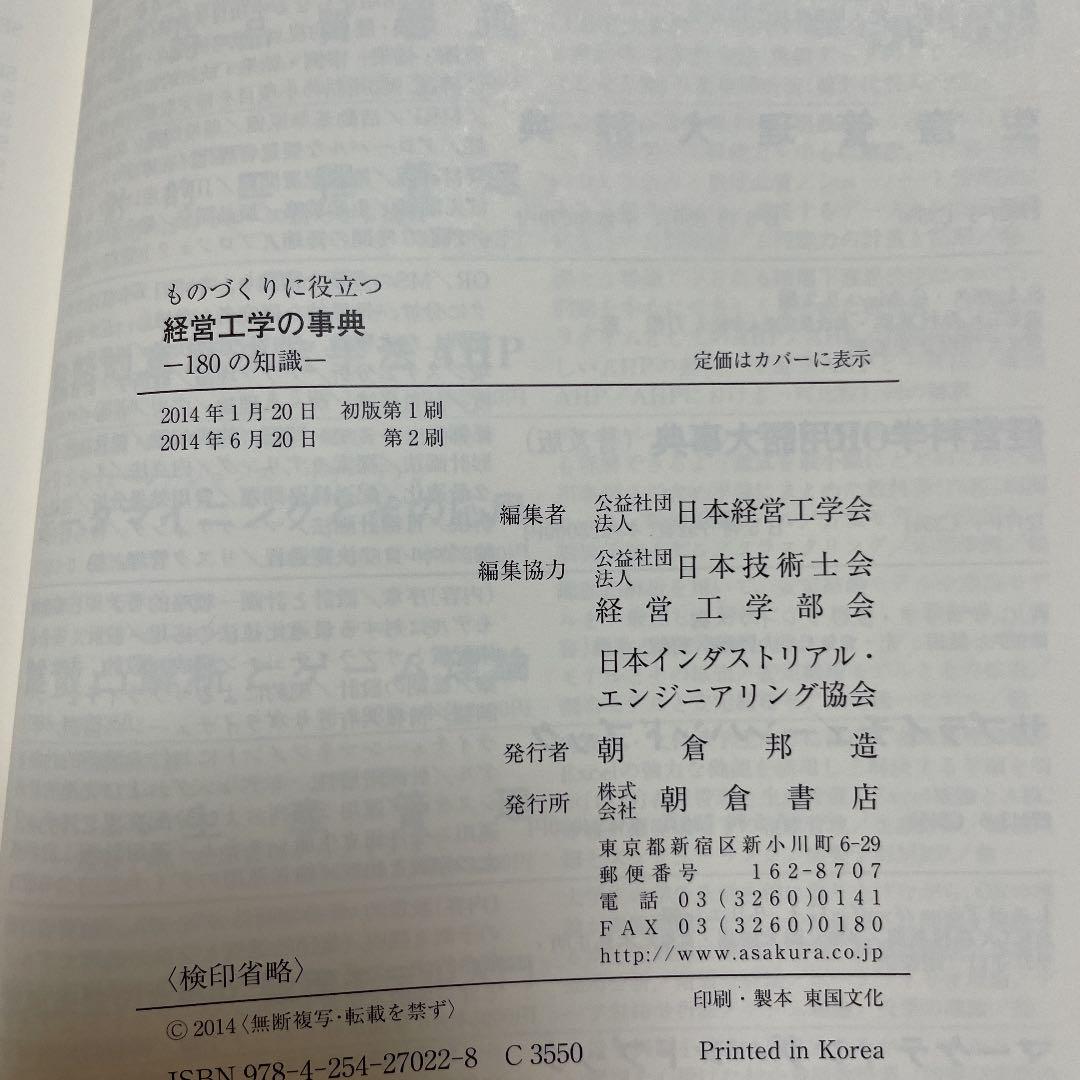 ものづくりに役立つ
経営工学の事典
―180の知識―
定価はカバーに表示
2014年1月20日 初版第1刷
2014年6月20日 第2刷
編集者 公益社団法人 日本経営工学会
編集協力 公益社団法人 日本技術士会
経営工学部会
日本インダストリアル・
エンジニアリング協会
発行者 朝倉邦造
発行所 株式会社 朝倉書店
東京都新宿区新小川町6-29
郵便番号 162-8707
電話 03(3260)0141
FAX 03(3260)0180
http://www.asakura.co.jp
〈検印省略〉
©2014〈無断複写・転載を禁ず〉
印刷・製本 東国文化
ISBN 978-4-254-27022-8 C 3550
Printed in Korea